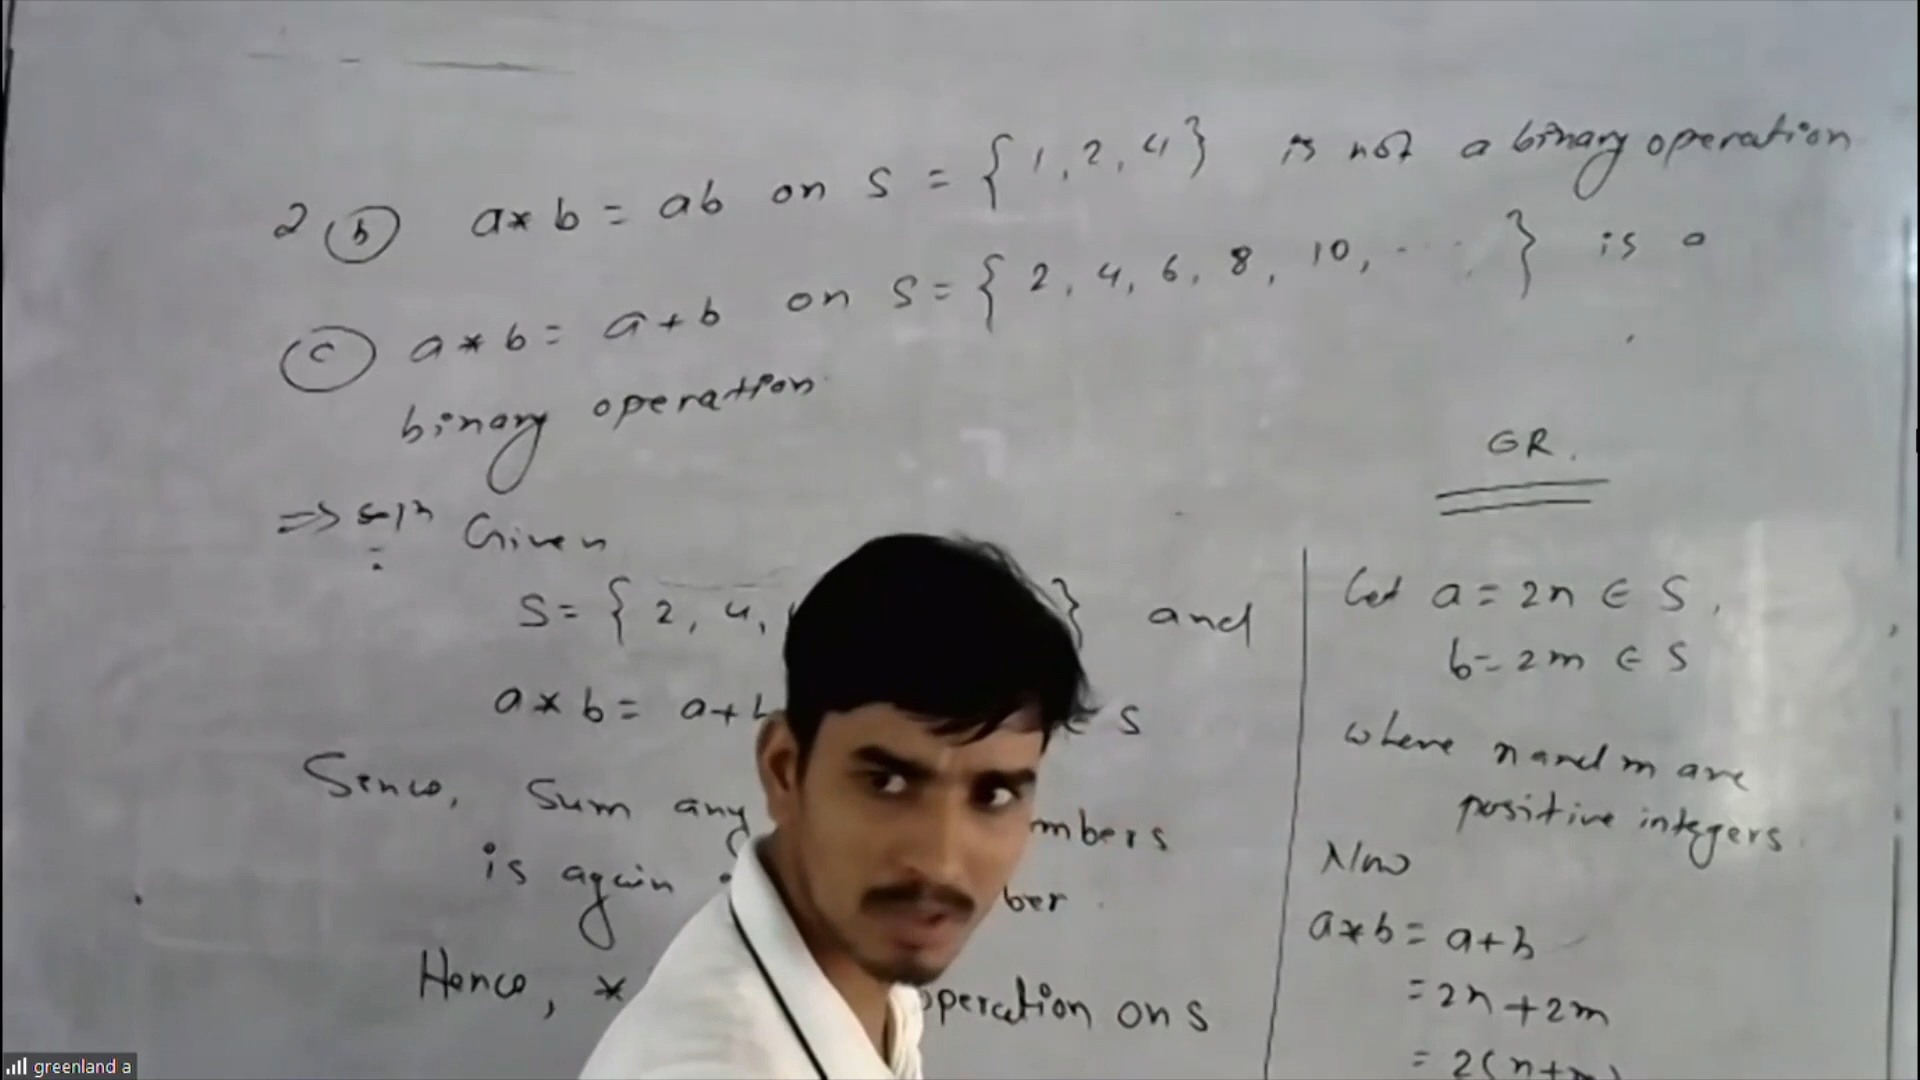 2 (b) a * b = ab on S = { 1, 2, 4 } is not a binary operation
(c) a * b = a + b on S = { 2, 4, 6, 8, 10, .... } is a
binary operation
⇒ soln Given
S = { 2, 4, } and
a * b = a + b ∈ S
Since, Sum any mbers
is again ber.
Hence, * operation on S
GR.
Let a = 2n ∈ S,
b = 2m ∈ S
where n and m are
positive integers.
Now
a * b = a + b
= 2n + 2m
= 2(n+m)
greenland a